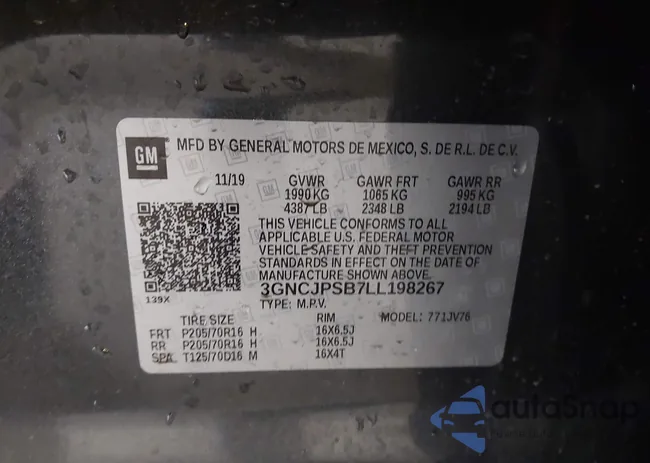 GM
MFD BY GENERAL MOTORS DE MEXICO, S. DE R.L. DE C.V.
11/19 GVWR GAWR FRT GAWR RR
1990 KG 1065 KG 995 KG
4387 LB 2348 LB 2194 LB
THIS VEHICLE CONFORMS TO ALL
APPLICABLE U.S. FEDERAL MOTOR
VEHICLE SAFETY AND THEFT PREVENTION
STANDARDS IN EFFECT ON THE DATE OF
MANUFACTURE SHOWN ABOVE.
139X
3GNCJPSB7LL198267
TYPE: M.P.V.
TIRE SIZE RIM MODEL: 771JV76
FRT P205/70R16 H 16X6.5J
RR P205/70R16 H 16X6.5J
SPA T125/70D16 M 16X4T
autoSnap